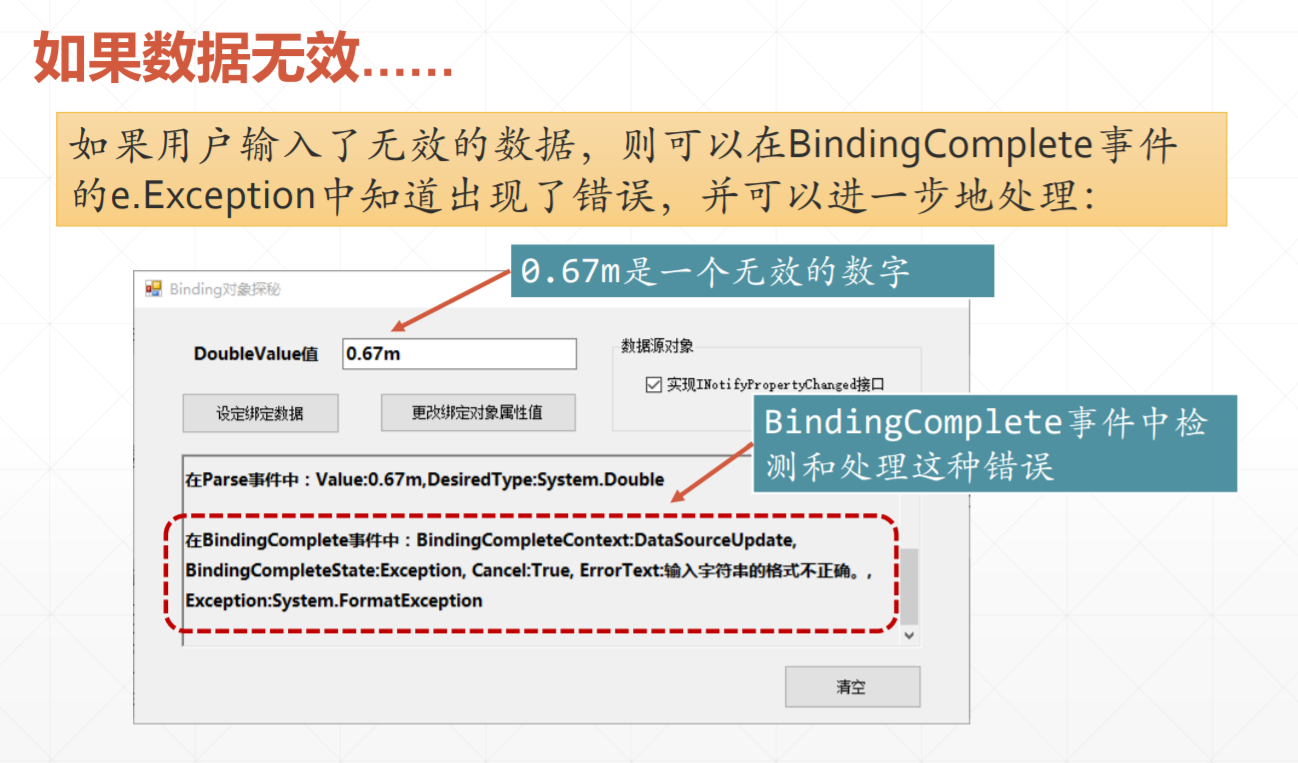 如果数据无效……
如果用户输入了无效的数据，则可以在BindingComplete事件
的e.Exception中知道出现了错误，并可以进一步地处理：
0.67m是一个无效的数字
Binding对象探秘
DoubleValue值
0.67m
数据源对象
实现INotifyPropertyChanged接口
设定绑定数据
更改绑定对象属性值
BindingComplete事件中检
测和处理这种错误
在Parse事件中：Value:0.67m,DesiredType:System.Double
在BindingComplete事件中：BindingCompleteContext:DataSourceUpdate,
BindingCompleteState:Exception, Cancel:True, ErrorText:输入字符串的格式不正确。,
Exception:System.FormatException
清空